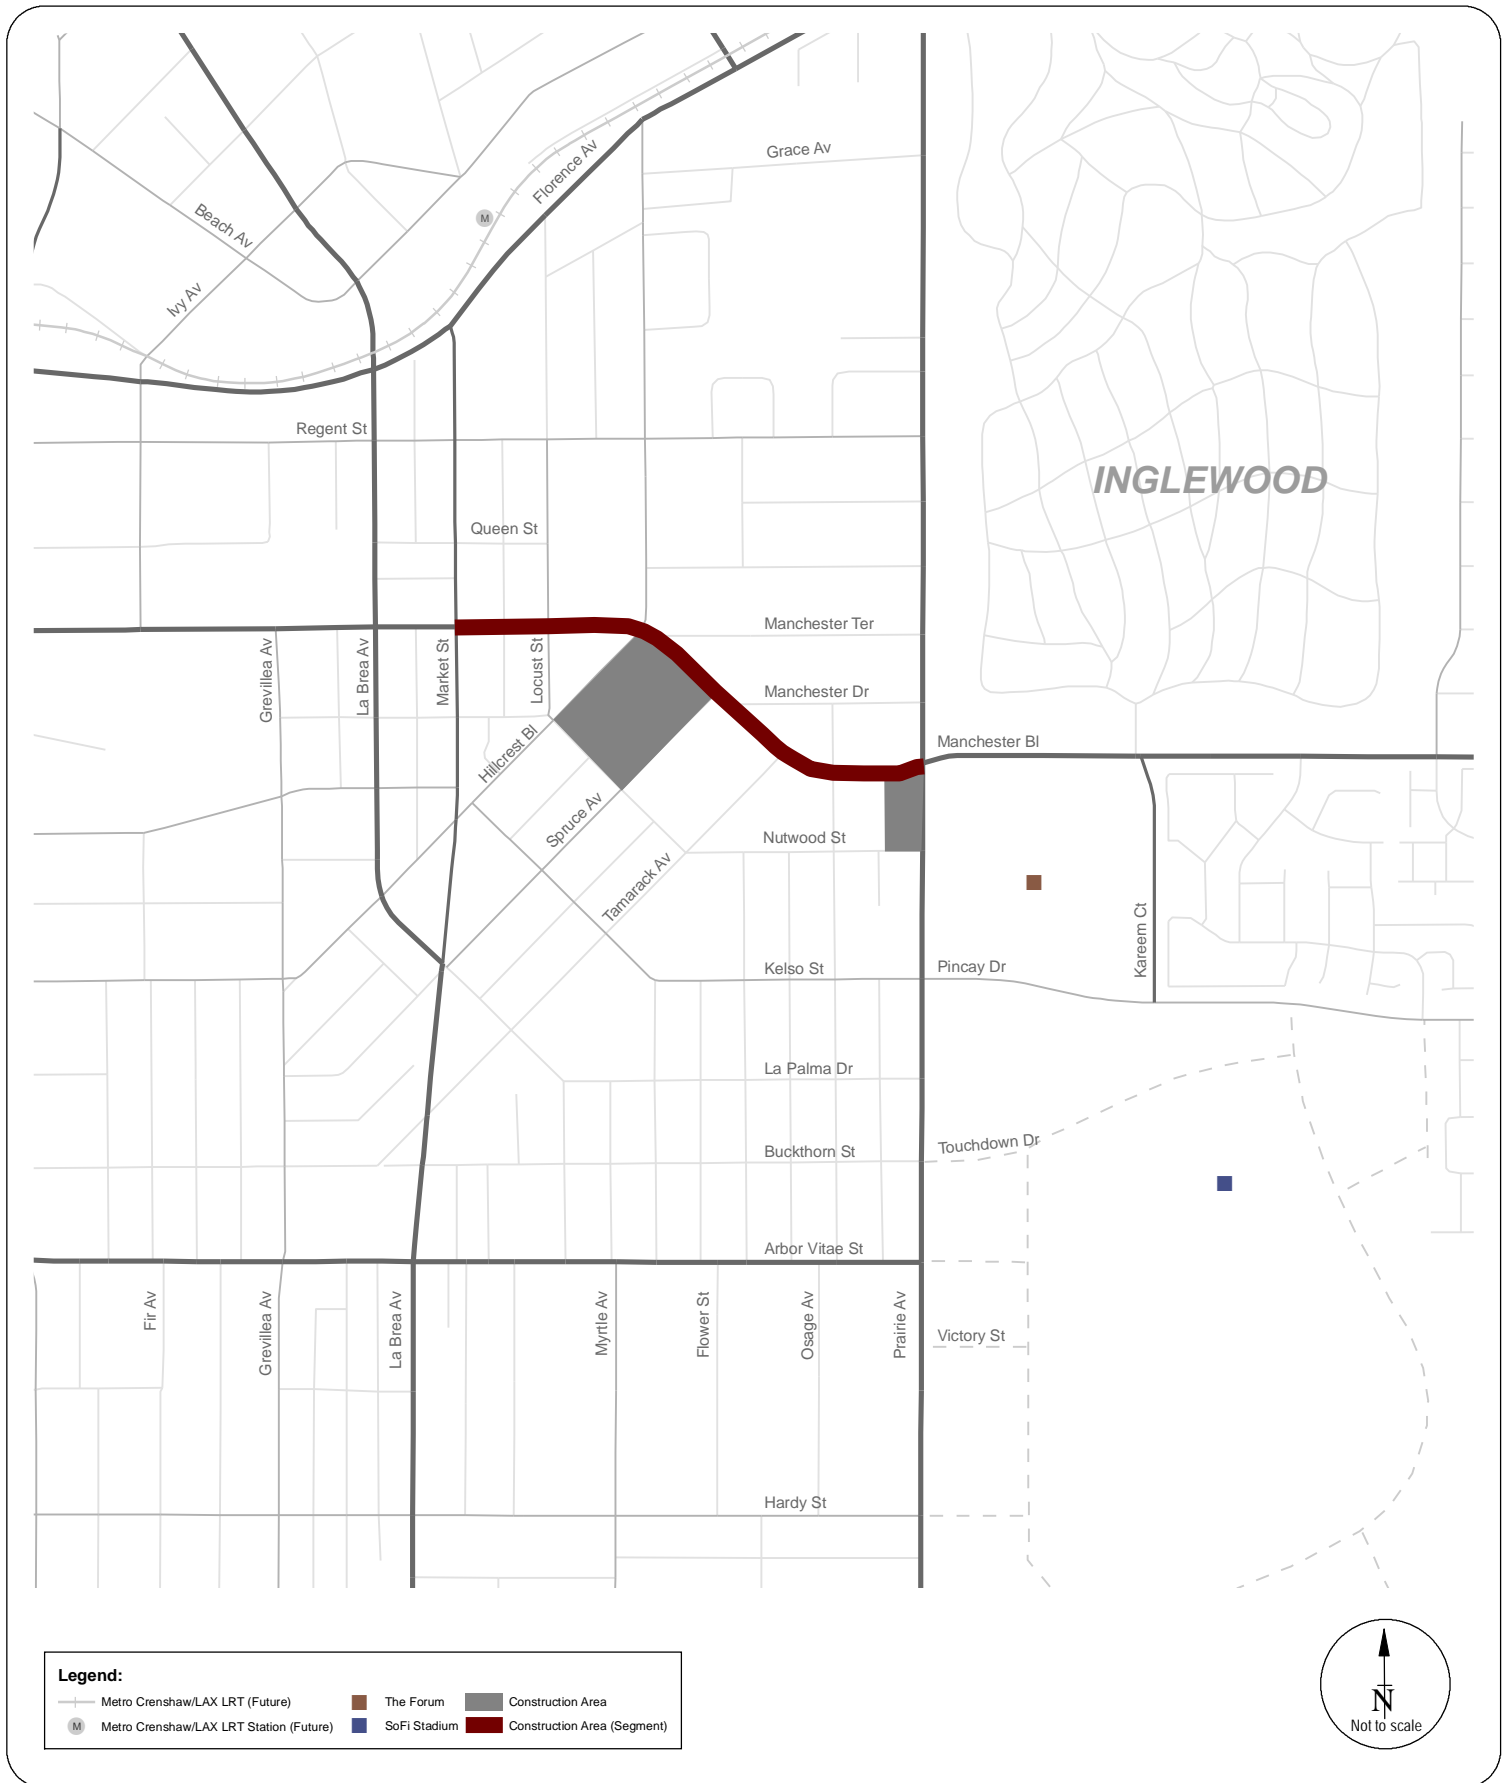 Grace Av
Florence Av
M
Beach Av
Ivy Av
Regent St
INGLEWOOD
Queen St
Manchester Ter
Grevillea Av
La Brea Av
Market St
Locust St
Manchester Dr
Manchester Bl
Hillcrest Bl
Spruce Av
Nutwood St
Tamarack Av
Kareem Ct
Kelso St
Pincay Dr
La Palma Dr
Touchdown Dr
Buckthorn St
Arbor Vitae St
Fir Av
Grevillea Av
La Brea Av
Myrtle Av
Flower St
Osage Av
Prairie Av
Victory St
Hardy St
Legend:
Metro Crenshaw/LAX LRT (Future)
The Forum
Construction Area
M
Metro Crenshaw/LAX LRT Station (Future)
SoFi Stadium
Construction Area (Segment)
N
Not to scale